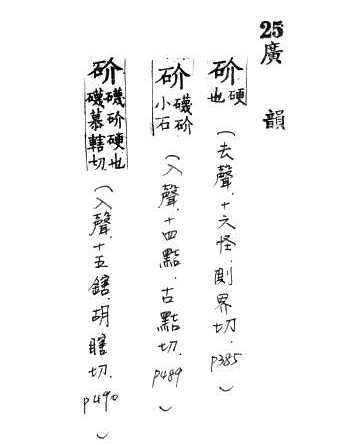 25 廣韻
砎 硬也 (去聲.十六怪.則界切. p385)
砎 礣砎小石 (入聲.十四黠.古黠切. p489)
砎 礣砎硬也礣慕轄切 (入聲.十五鎋.胡瞎切. p490)